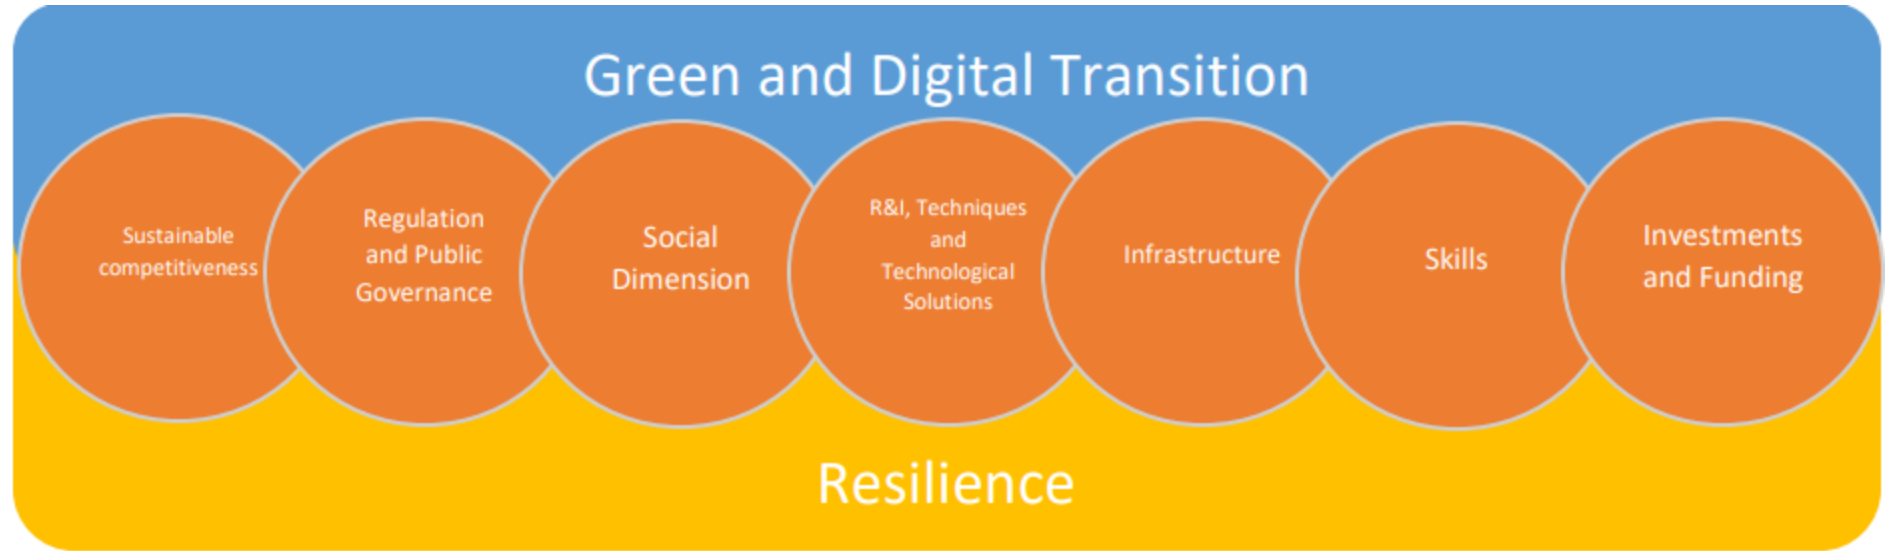 Green and Digital Transition
Sustainable
competitiveness
Regulation
and Public
Governance
Social
Dimension
R&I, Techniques
and
Technological
Solutions
Infrastructure
Skills
Investments
and Funding
Resilience